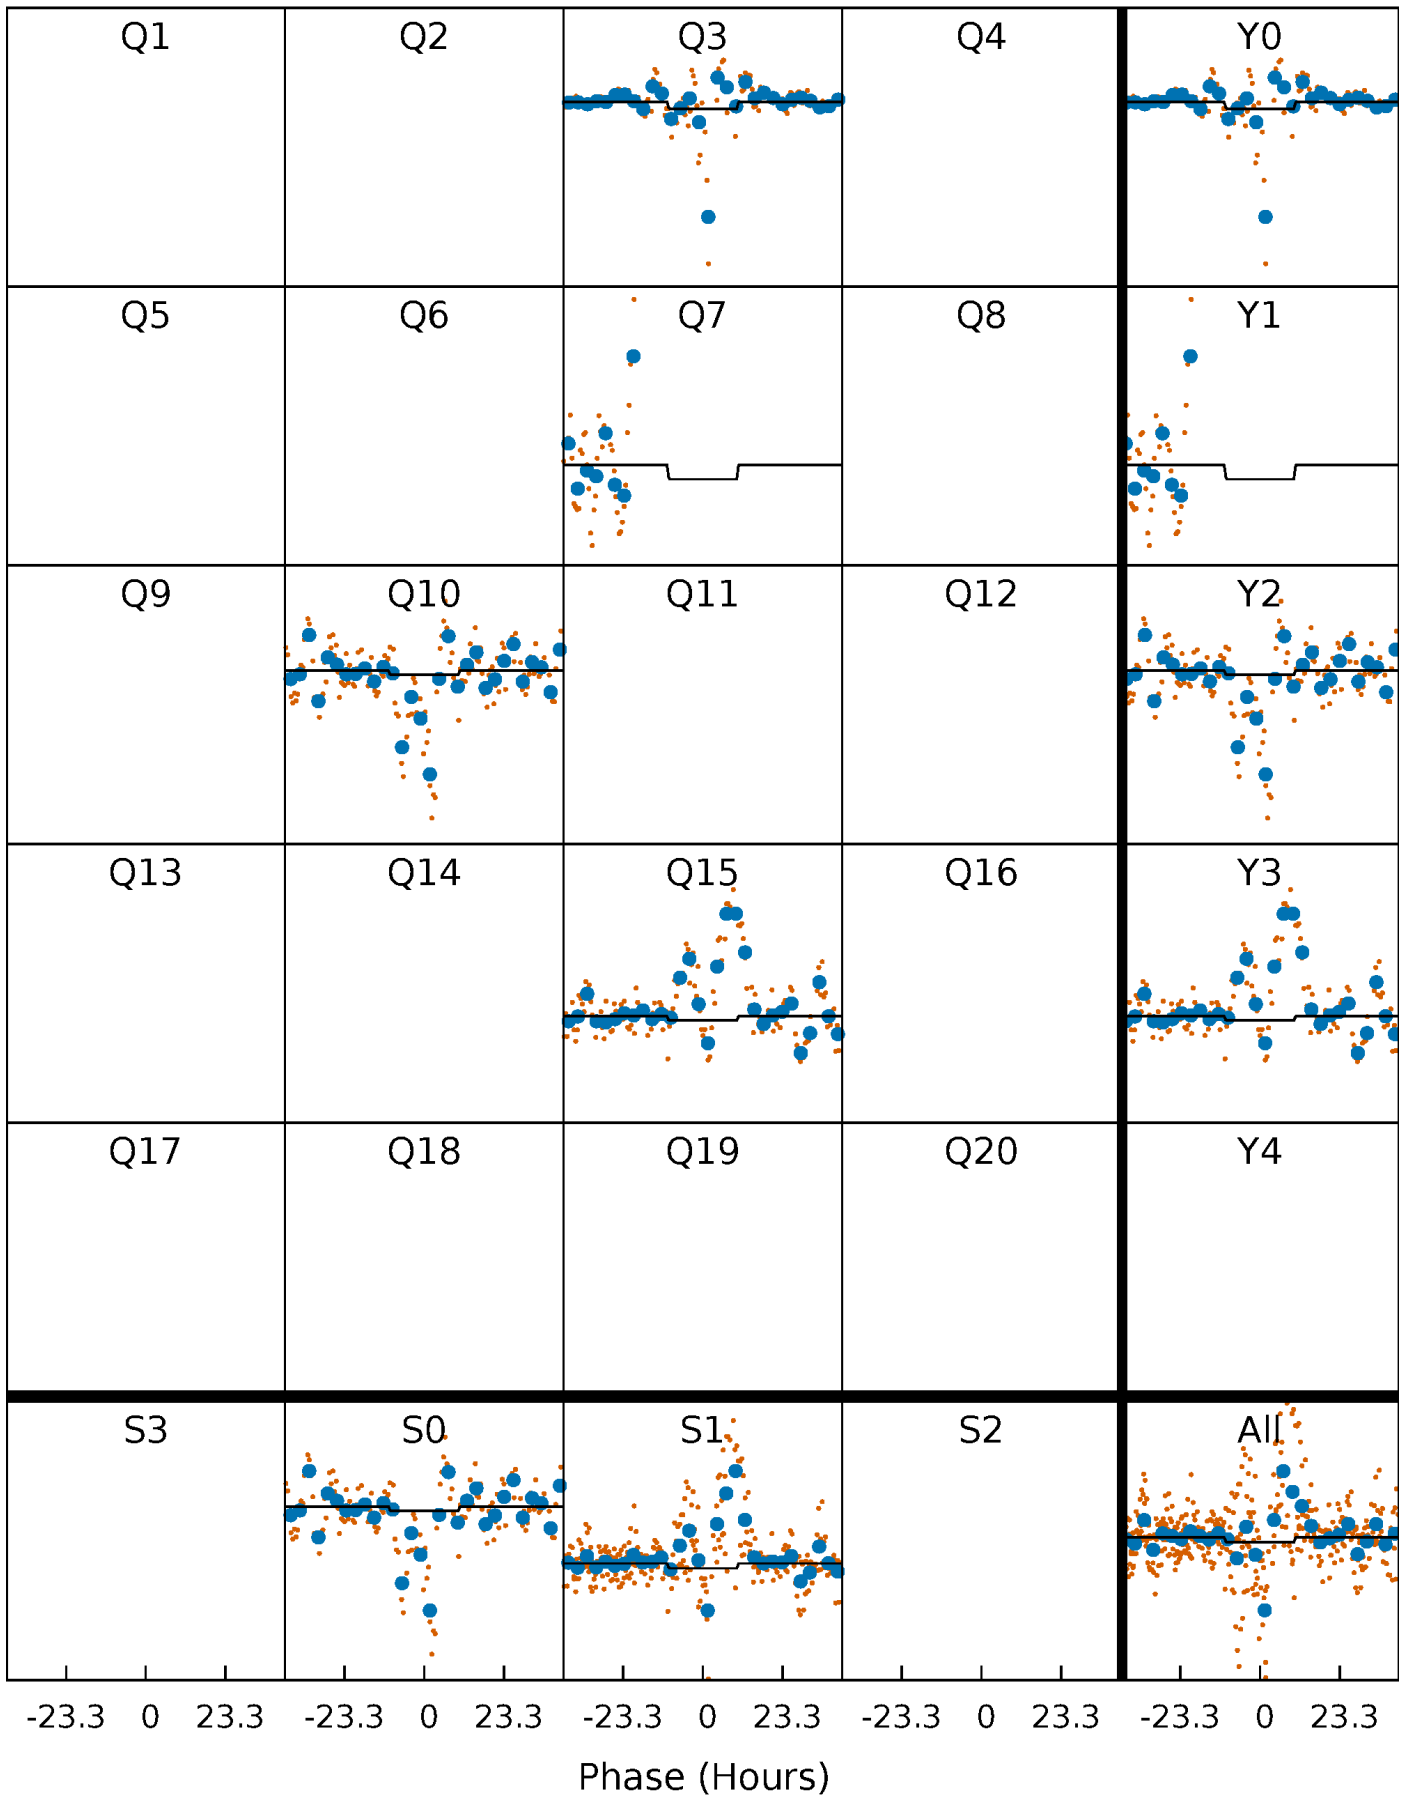 Q1 Q2 Q3 Q4 Y0
Q5 Q6 Q7 Q8 Y1
Q9 Q10 Q11 Q12 Y2
Q13 Q14 Q15 Q16 Y3
Q17 Q18 Q19 Q20 Y4
S3 S0 S1 S2 All
-23.3 0 23.3 -23.3 0 23.3 -23.3 0 23.3 -23.3 0 23.3 -23.3 0 23.3
Phase (Hours)